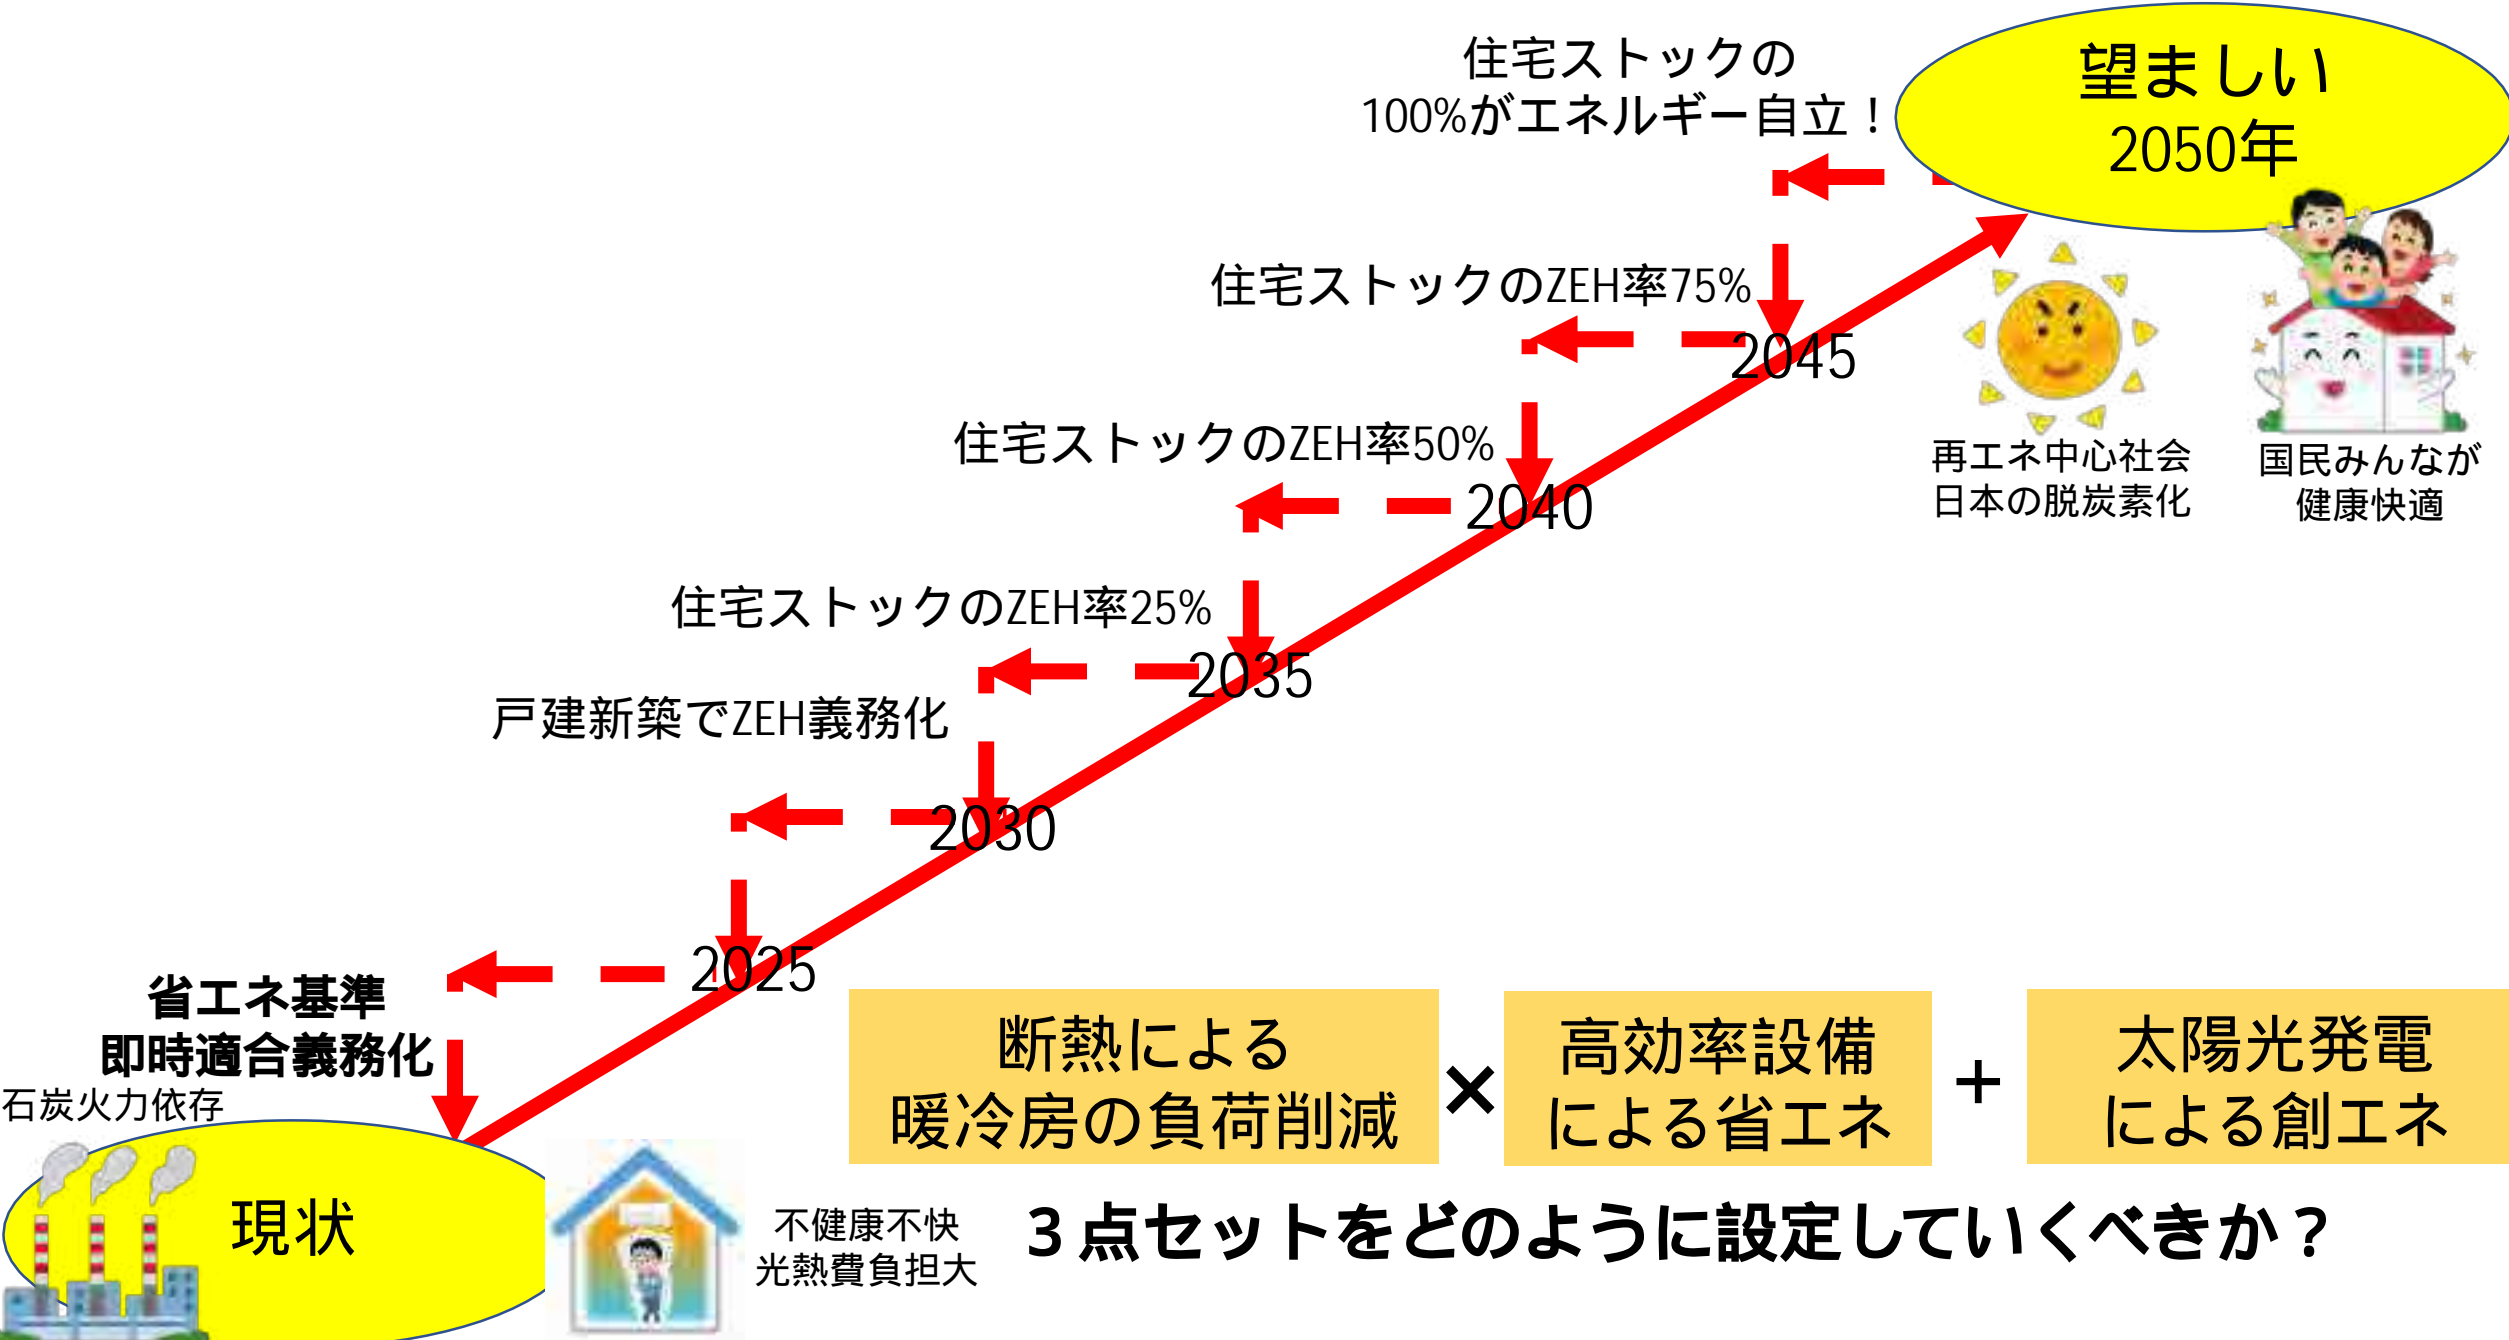 住宅ストックの
100%がエネルギー自立！
望ましい
2050年
住宅ストックのZEH率75%
2045
住宅ストックのZEH率50%
再エネ中心社会
日本の脱炭素化
国民みんなが
健康快適
2040
住宅ストックのZEH率25%
2035
戸建新築でZEH義務化
2030
2025
省エネ基準
即時適合義務化
石炭火力依存
現状
不健康不快
光熱費負担大
断熱による
暖冷房の負荷削減
×
高効率設備
による省エネ
+
太陽光発電
による創エネ
３点セットをどのように設定していくべきか？